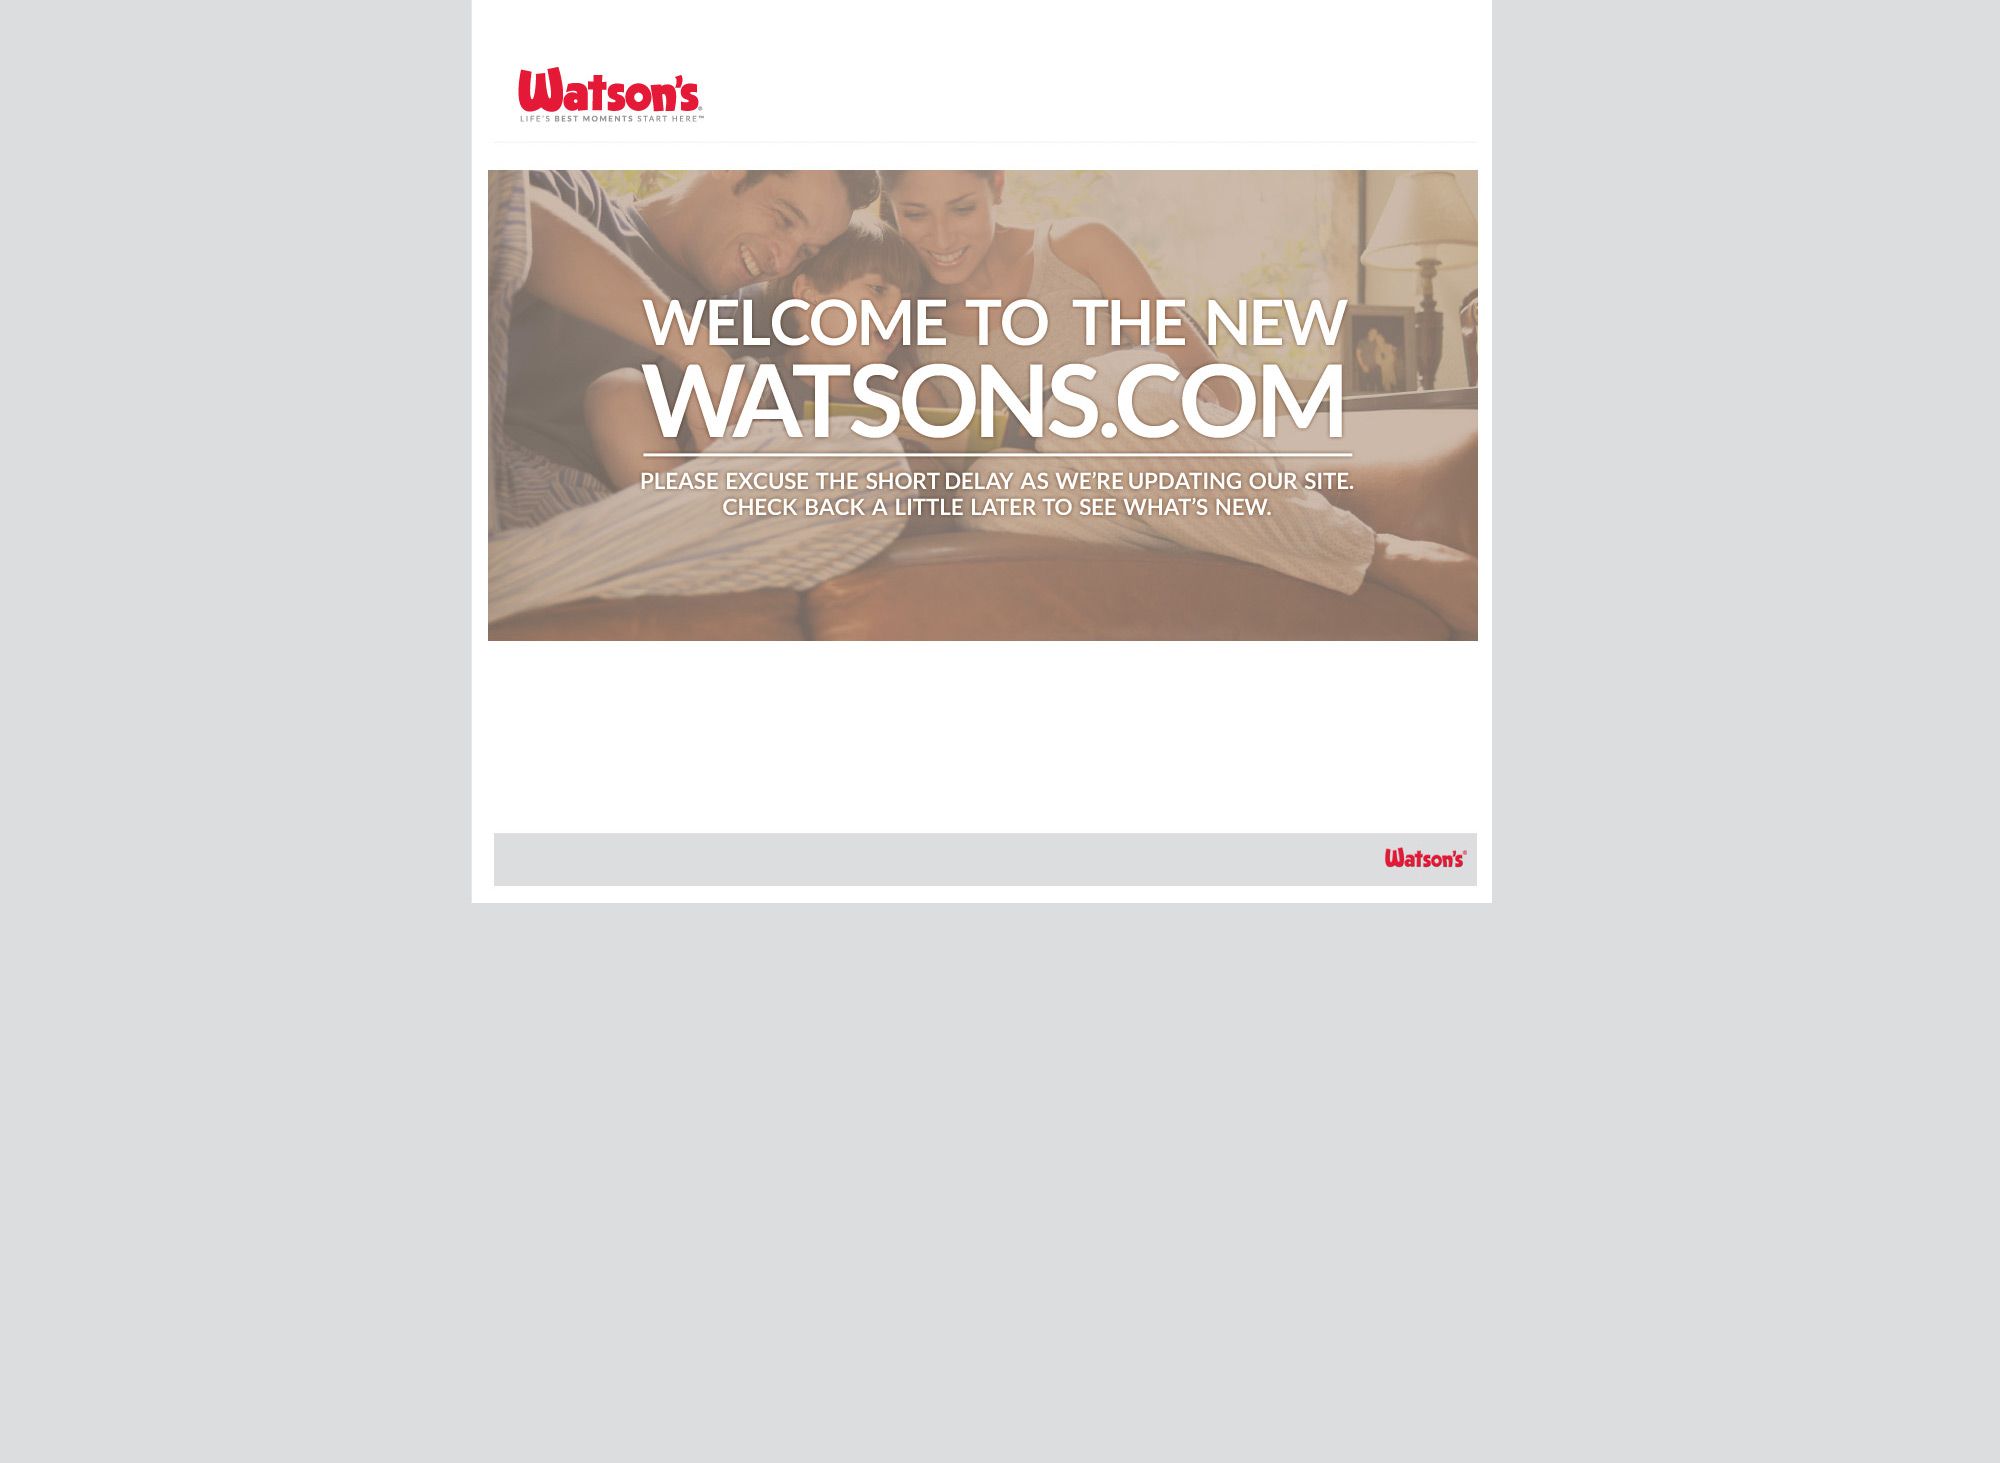 Watson's®
LIFE'S BEST MOMENTS START HERE™
WELCOME TO THE NEW
WATSONS.COM
PLEASE EXCUSE THE SHORT DELAY AS WE'RE UPDATING OUR SITE.
CHECK BACK A LITTLE LATER TO SEE WHAT'S NEW.
Watson's®